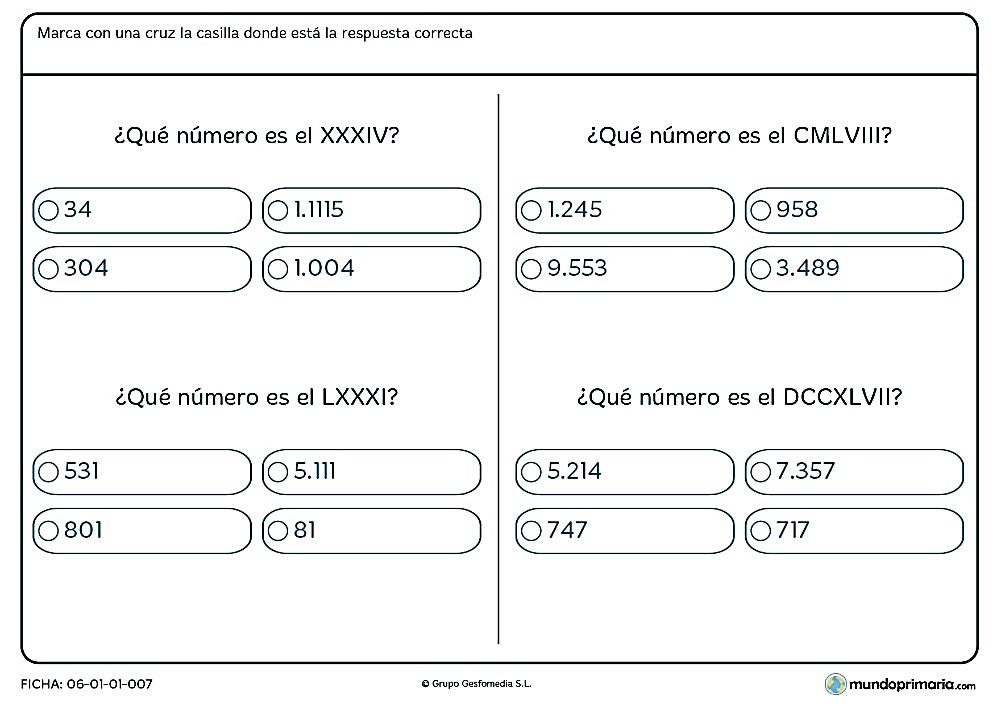 Marca con una cruz la casilla donde está la respuesta correcta
¿Qué número es el XXXIV?
34
1.1115
304
1.004
¿Qué número es el CMLVIII?
1.245
958
9.553
3.489
¿Qué número es el LXXXI?
531
5.111
801
81
¿Qué número es el DCCXLVII?
5.214
7.357
747
717
FICHA: 06-01-01-007
© Grupo Gesfomedia S.L.
mundoprimaria.com